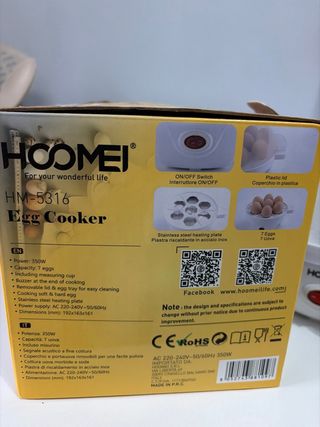 HOOMEI
For your wonderful life
HM-5316
Egg Cooker
ON/OFF Switch
Interruttore ON/OFF
Plastic lid
Coperchio in plastica
Stainless steel heating plate
Piastra riscaldante in acciaio inox
7 Eggs
7 Uova
EN
Power: 350W
Capacity: 7 eggs
Including measuring cup
Buzzer at the end of cooking
Removable lid & egg tray for easy cleaning
Cooking soft & hard egg
Stainless steel heating plate
Power supply: AC 220-240V~50/60Hz
Dimensions: 192x163x161
IT
Potenza: 350W
Capacità: 7 uova
Incluso misurino
Segnale acustico a fine cottura
Coperchio e portauova rimovibili per una facile pulizia
Cottura uova morbide e sode
Piastra di riscaldamento in acciaio inox
Alimentazione: AC 220-240V~50/60Hz
Dimensioni: 192x163x161
Facebook
www.hoomeilife.com
Note: the design and specifications are subject to
change without prior notice due to continuous product
CE RoHS
AC 220-240V~50/60Hz 350W
MADE IN P.R.C.